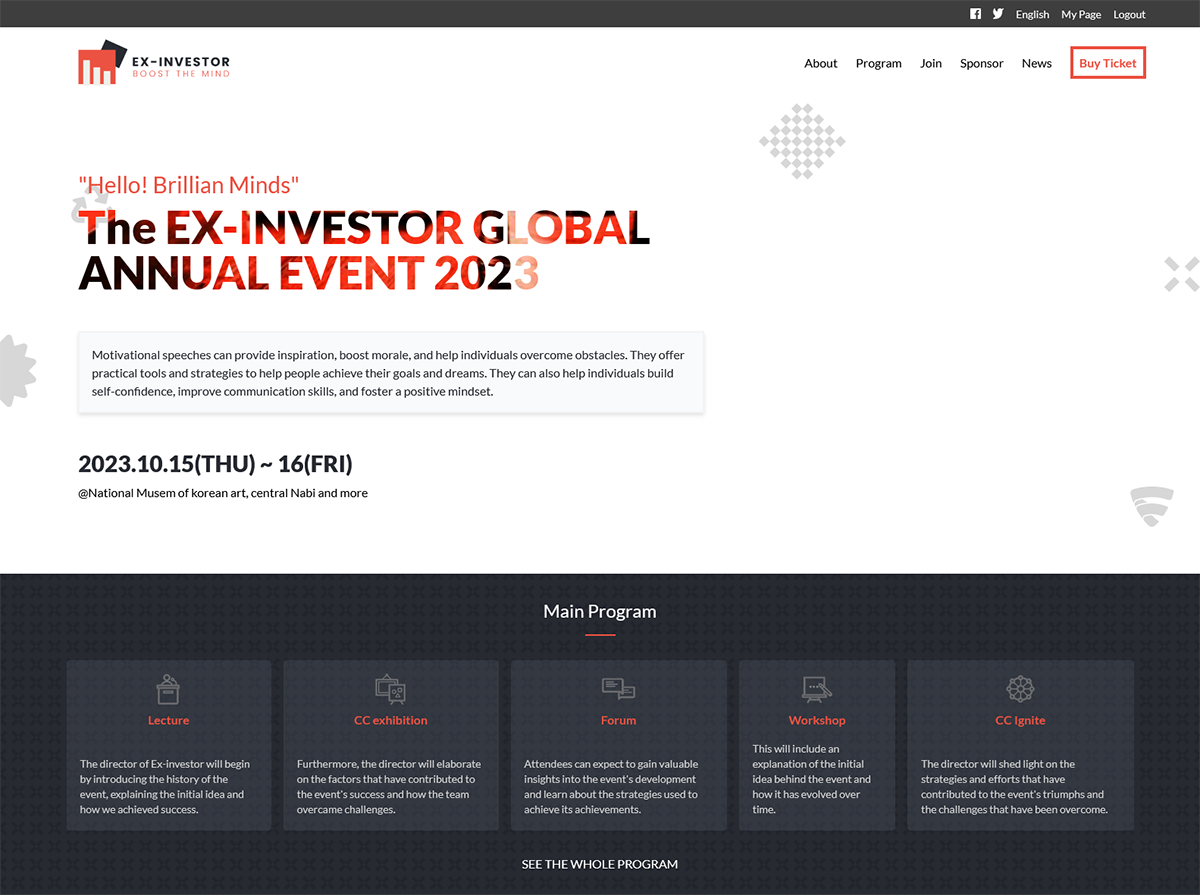 English My Page Logout
EX-INVESTOR
BOOST THE MIND
About Program Join Sponsor News Buy Ticket
"Hello! Brillian Minds"
The EX-INVESTOR GLOBAL
ANNUAL EVENT 2023
Motivational speeches can provide inspiration, boost morale, and help individuals overcome obstacles. They offer
practical tools and strategies to help people achieve their goals and dreams. They can also help individuals build
self-confidence, improve communication skills, and foster a positive mindset.
2023.10.15(THU) ~ 16(FRI)
@National Musem of korean art, central Nabi and more
Main Program
Lecture
The director of Ex-investor will begin
by introducing the history of the
event, explaining the initial idea and
how we achieved success.
CC exhibition
Furthermore, the director will elaborate
on the factors that have contributed to
the event's success and how the team
overcame challenges.
Forum
Attendees can expect to gain valuable
insights into the event's development
and learn about the strategies used to
achieve its achievements.
Workshop
This will include an
explanation of the initial
idea behind the event and
how it has evolved over
time.
CC Ignite
The director will shed light on the
strategies and efforts that have
contributed to the event's triumphs and
the challenges that have been overcome.
SEE THE WHOLE PROGRAM